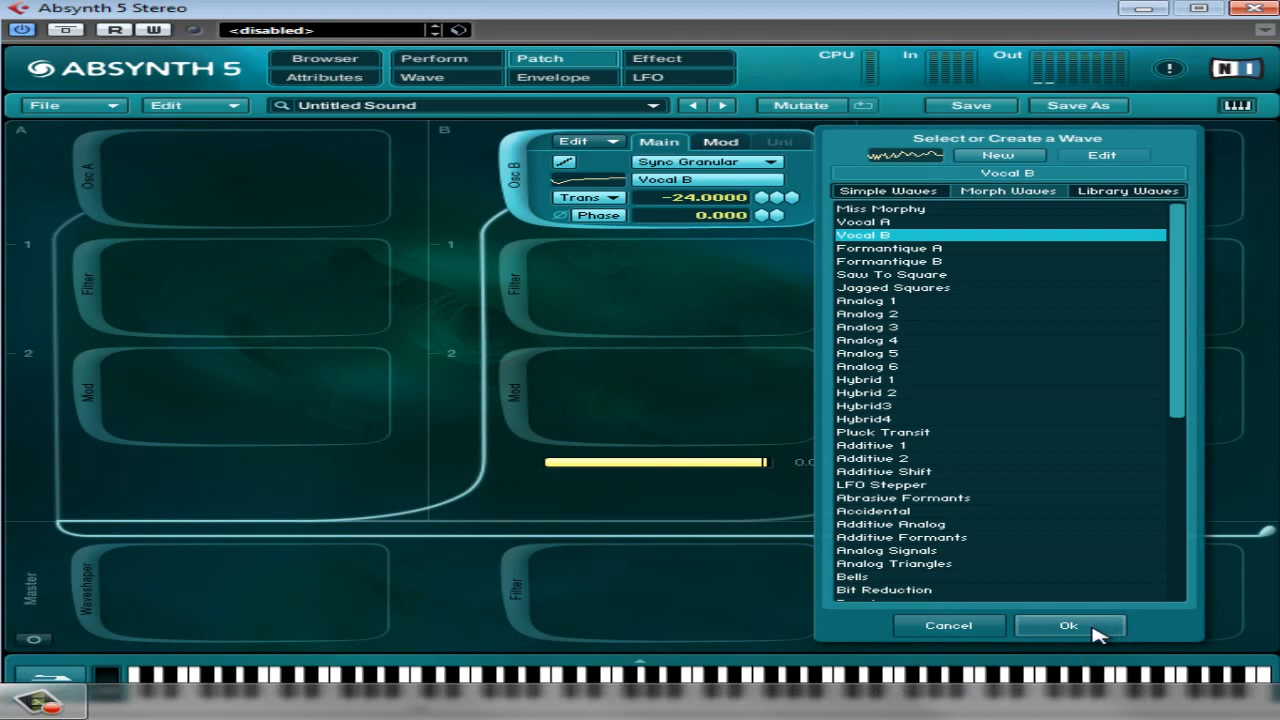 Absynth 5 Stereo
R W <disabled>
ABSYNTH 5
Browser Perform Patch Effect
Attributes Wave Envelope LFO
CPU In Out ! NI
File Edit Untitled Sound Mutate Save Save As
A B
Osc A
Osc B
Edit Main Mod Uni
Sync Granular
Vocal B
Trans -24.0000
Phase 0.000
1 1
Filter Filter
2 2
Mod Mod
Master
Waveshaper Filter
Select or Create a Wave
New Edit
Vocal B
Simple Waves Morph Waves Library Waves
Miss Morphy
Vocal A
Vocal B
Formantique A
Formantique B
Saw To Square
Jagged Squares
Analog 1
Analog 2
Analog 3
Analog 4
Analog 5
Analog 6
Hybrid 1
Hybrid 2
Hybrid3
Hybrid4
Pluck Transit
Additive 1
Additive 2
Additive Shift
LFO Stepper
Abrasive Formants
Accidental
Additive Analog
Additive Formants
Analog Signals
Analog Triangles
Bells
Bit Reduction
Cancel Ok